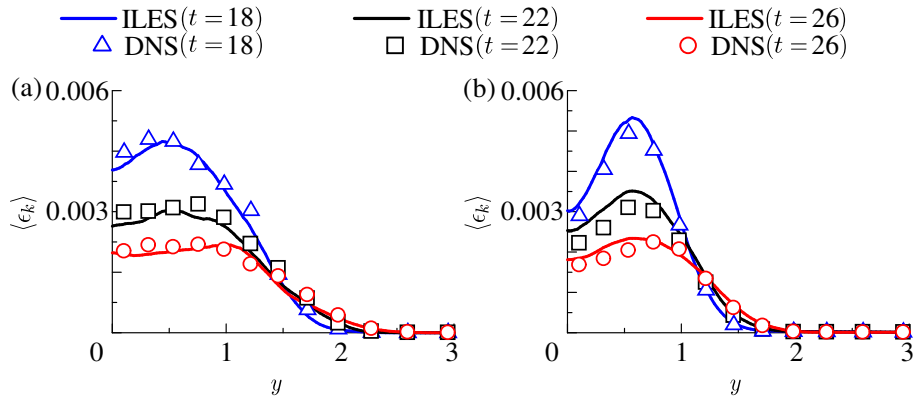 ILES(t=18) ILES(t=22) ILES(t=26)
DNS(t=18) DNS(t=22) DNS(t=26)
(a) 0.006 (b) 0.006
⟨ϵₖ⟩ 0.003 ⟨ϵₖ⟩ 0.003
0 1 2 3 0 1 2 3
y y